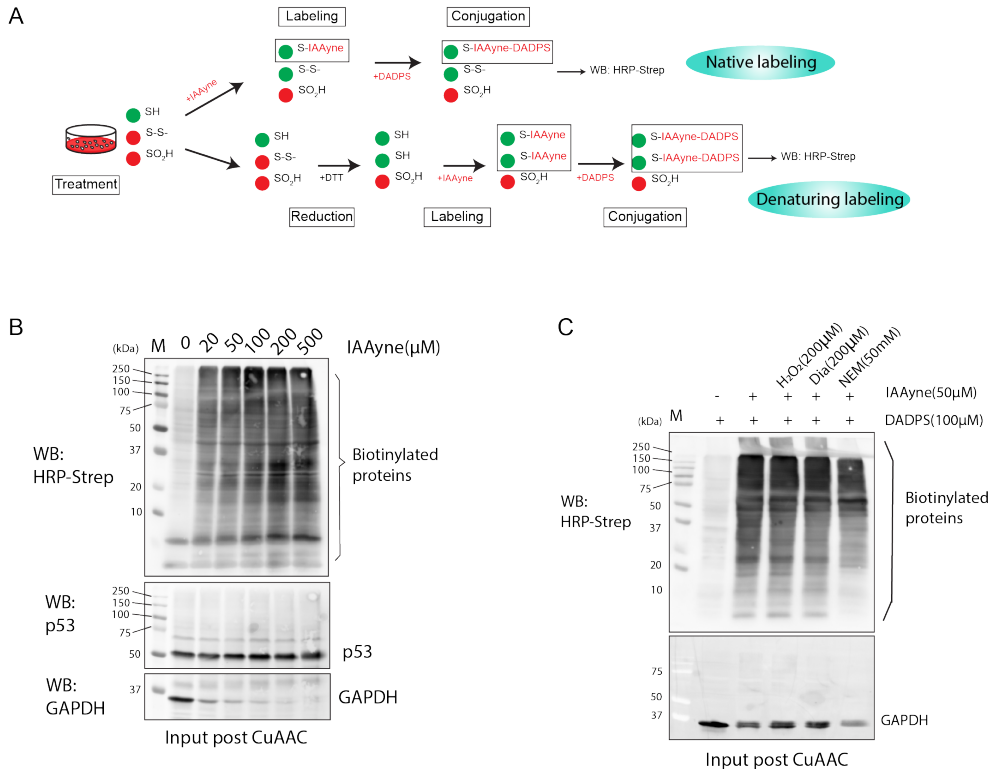 A
Labeling
Conjugation
S-IAAyne
S-S-
SO2H
+IAAyne
+DADPS
S-IAAyne-DADPS
S-S-
SO2H
WB: HRP-Strep
Native labeling
SH
S-S-
SO2H
Treatment
SH
S-S-
SO2H
+DTT
SH
SH
SO2H
+IAAyne
S-IAAyne
S-IAAyne
SO2H
+DADPS
S-IAAyne-DADPS
S-IAAyne-DADPS
SO2H
WB: HRP-Strep
Denaturing labeling
Reduction
Labeling
Conjugation
B
(kDa) M 0 20 50 100 200 500 IAAyne(μM)
250
150
100
75
50
37
20
10
WB:
HRP-Strep
Biotinylated
proteins
WB:
p53
250
150
100
75
50
p53
WB:
GAPDH
37
GAPDH
Input post CuAAC
C
H2O2(200μM)
Dia(200μM)
NEM(50mM)
- + + + + IAAyne(50μM)
(kDa) M + + + + + DADPS(100μM)
250
150
100
75
50
37
20
10
WB:
HRP-Strep
Biotinylated
proteins
75
50
37
GAPDH
Input post CuAAC